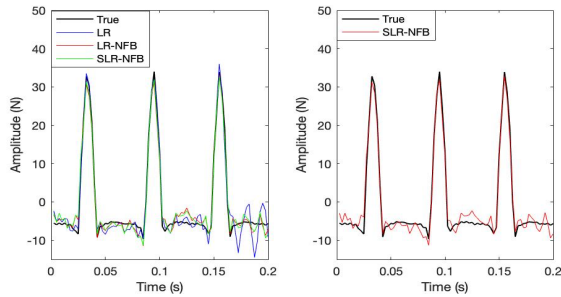 50
40
30
20
10
0
-10
Amplitude (N)
True
LR
LR-NFB
SLR-NFB
0
0.05
0.1
0.15
0.2
Time (s)
50
40
30
20
10
0
-10
Amplitude (N)
True
SLR-NFB
0
0.05
0.1
0.15
0.2
Time (s)